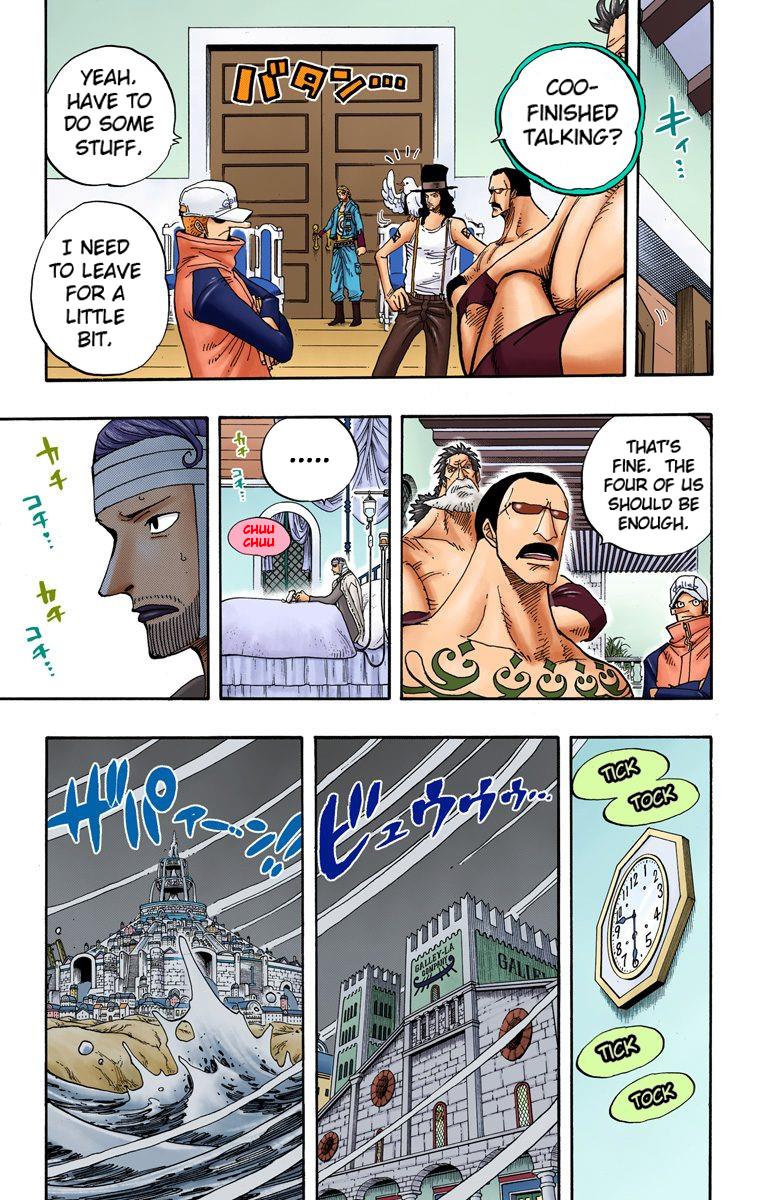 キィ…
COO-
FINISHED
TALKING?
バタン…
YEAH.
HAVE TO
DO SOME
STUFF.
I NEED
TO LEAVE
FOR A
LITTLE
BIT.
THAT'S
FINE. THE
FOUR OF US
SHOULD BE
ENOUGH.
.....
カチ
コチ…
CHUU
CHUU
カチ
コチ…
カチ
コチ…
TICK
TOCK
TICK
TOCK
ビュウウウ…
GALLEY-LA
COMPANY
GALLE
ザパァーーン!!